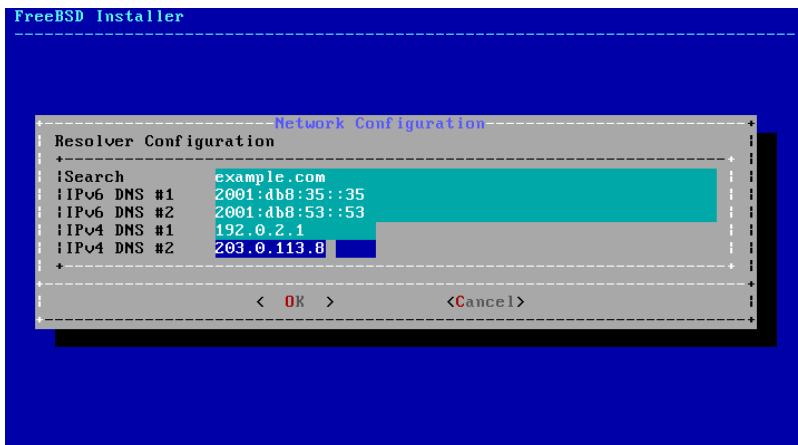 FreeBSD Installer
Network Configuration
Resolver Configuration
Search example.com
IPv6 DNS #1 2001:db8:35::35
IPv6 DNS #2 2001:db8:53::53
IPv4 DNS #1 192.0.2.1
IPv4 DNS #2 203.0.113.8
< OK > <Cancel>